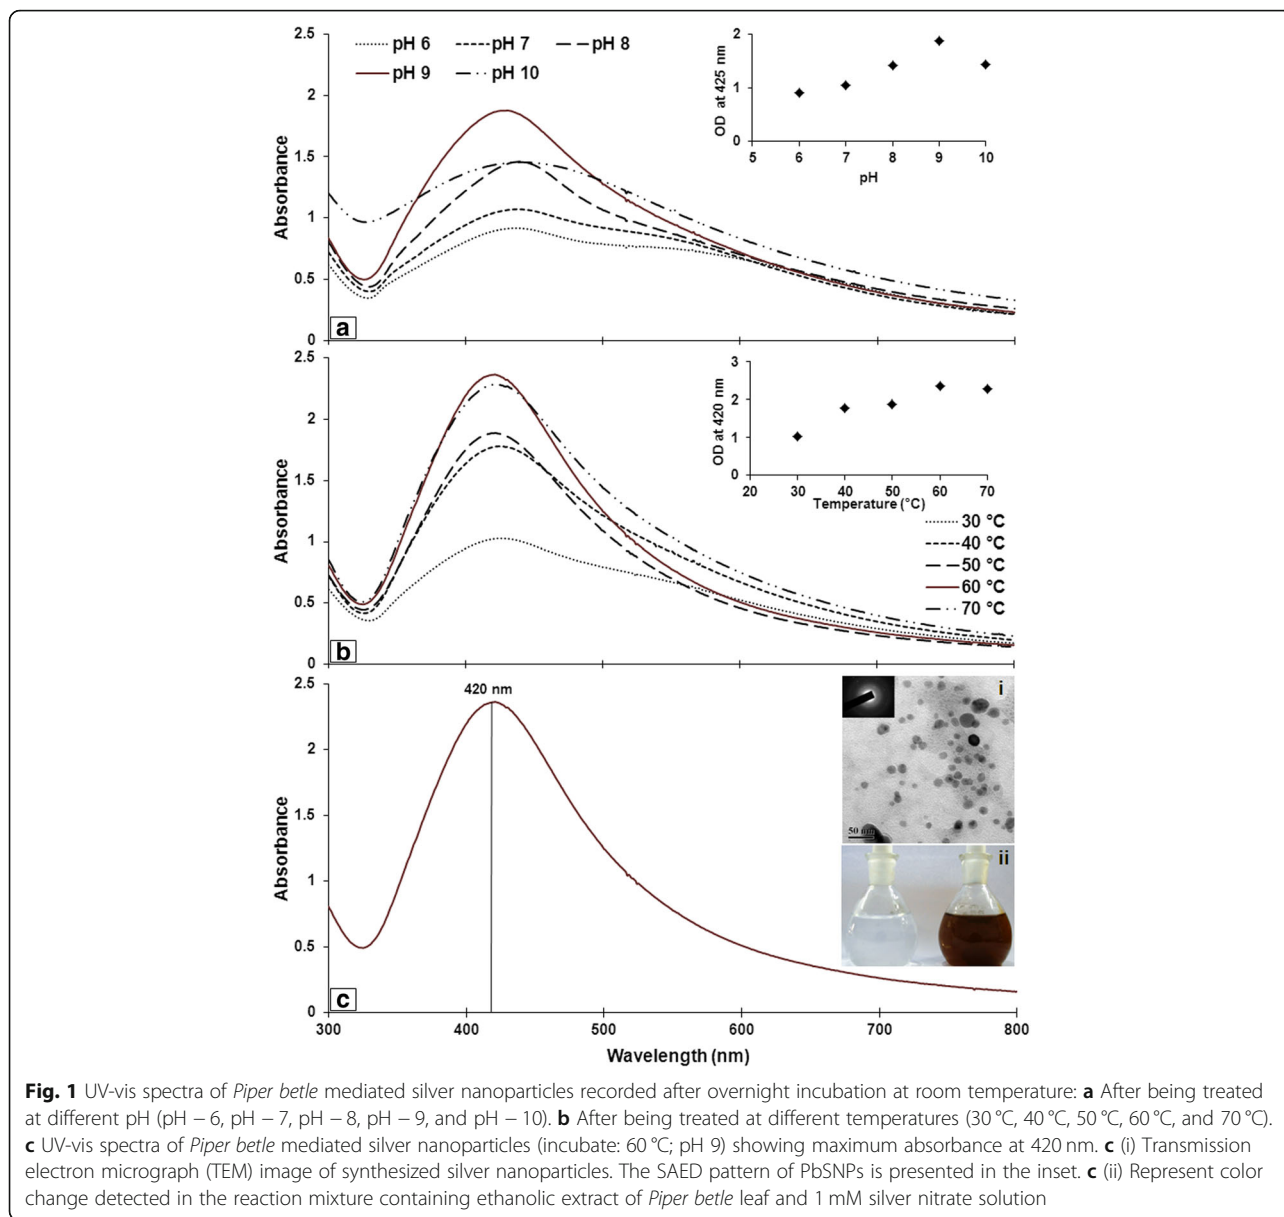 2.5
2
1.5
1
0.5
0
Absorbance
pH 6 pH 7 pH 8
pH 9 pH 10
2
1
0
OD at 425 nm
5 6 7 8 9 10
pH
a
2.5
2
1.5
1
0.5
0
Absorbance
3
2
1
0
OD at 420 nm
20 30 40 50 60 70
Temperature (°C)
30 °C
40 °C
50 °C
60 °C
70 °C
b
2.5
2
1.5
1
0.5
0
Absorbance
420 nm
i
50 nm
ii
c
300 400 500 600 700 800
Wavelength (nm)
Fig. 1 UV-vis spectra of Piper betle mediated silver nanoparticles recorded after overnight incubation at room temperature: a After being treated
at different pH (pH – 6, pH – 7, pH – 8, pH – 9, and pH – 10). b After being treated at different temperatures (30 °C, 40 °C, 50 °C, 60 °C, and 70 °C).
c UV-vis spectra of Piper betle mediated silver nanoparticles (incubate: 60 °C; pH 9) showing maximum absorbance at 420 nm. c (i) Transmission
electron micrograph (TEM) image of synthesized silver nanoparticles. The SAED pattern of PbSNPs is presented in the inset. c (ii) Represent color
change detected in the reaction mixture containing ethanolic extract of Piper betle leaf and 1 mM silver nitrate solution